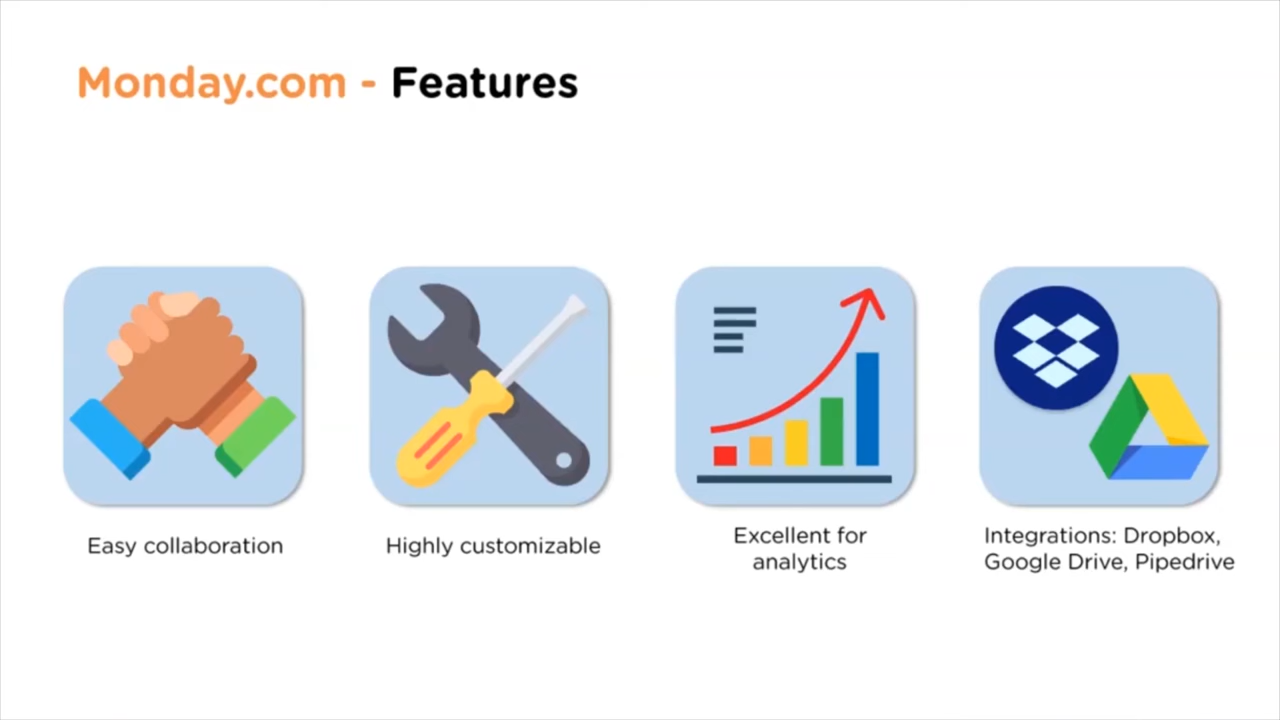 Monday.com - Features
Easy collaboration
Highly customizable
Excellent for
analytics
Integrations: Dropbox,
Google Drive, Pipedrive